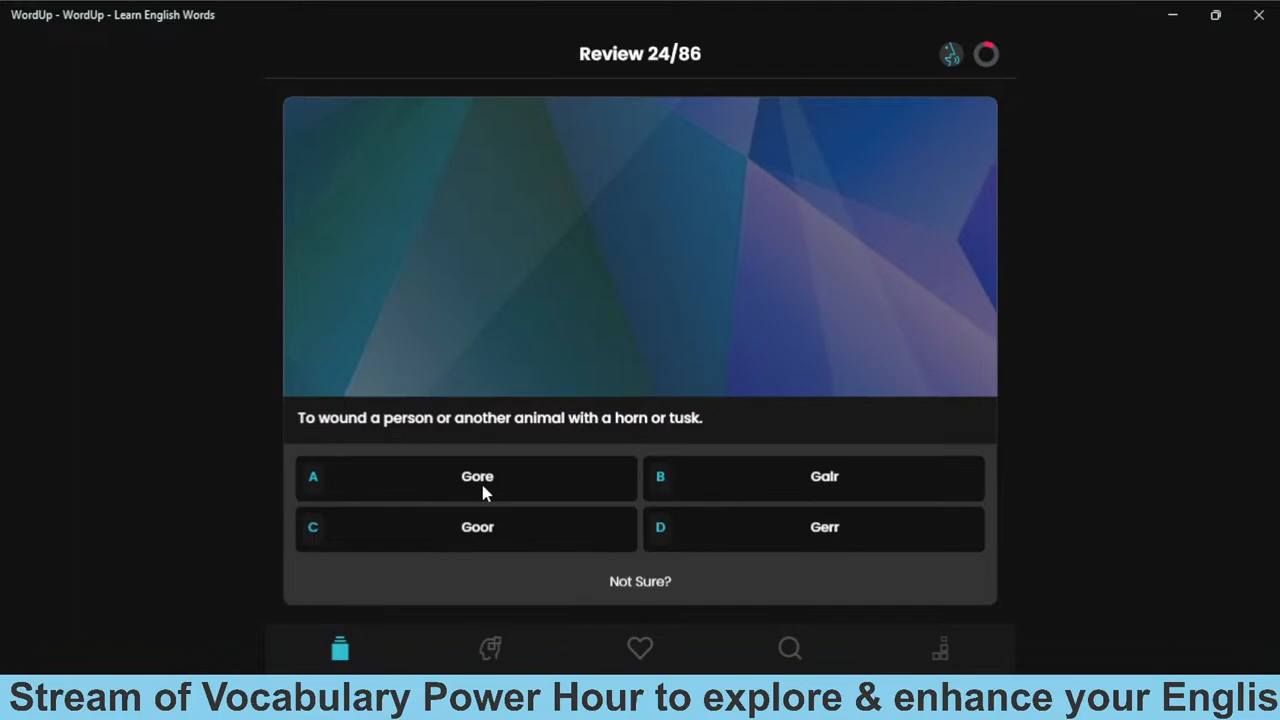 WordUp - WordUp - Learn English Words
Review 24/86
To wound a person or another animal with a horn or tusk.
A Gore
B Galr
C Goor
D Gerr
Not Sure?
Stream of Vocabulary Power Hour to explore & enhance your Englis